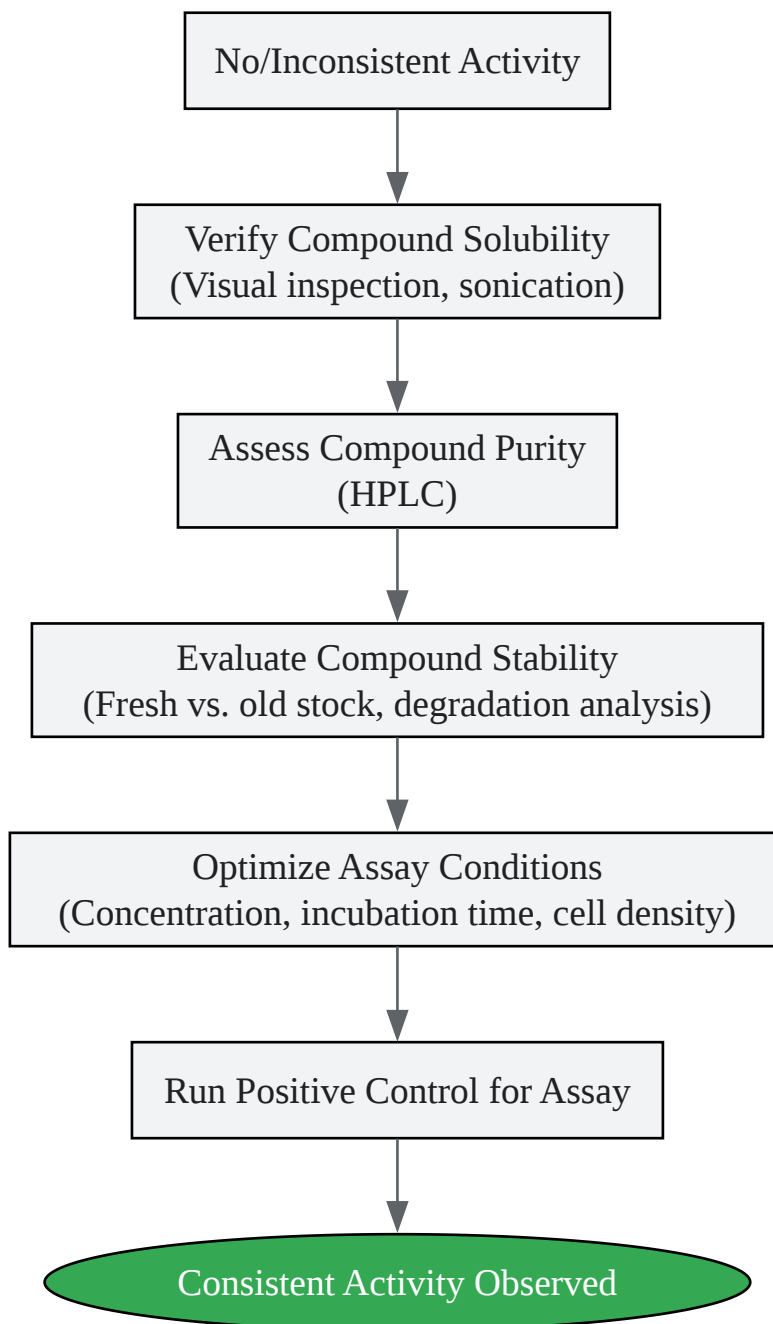 No/Inconsistent Activity
Verify Compound Solubility
(Visual inspection, sonication)
Assess Compound Purity
(HPLC)
Evaluate Compound Stability
(Fresh vs. old stock, degradation analysis)
Optimize Assay Conditions
(Concentration, incubation time, cell density)
Run Positive Control for Assay
Consistent Activity Observed